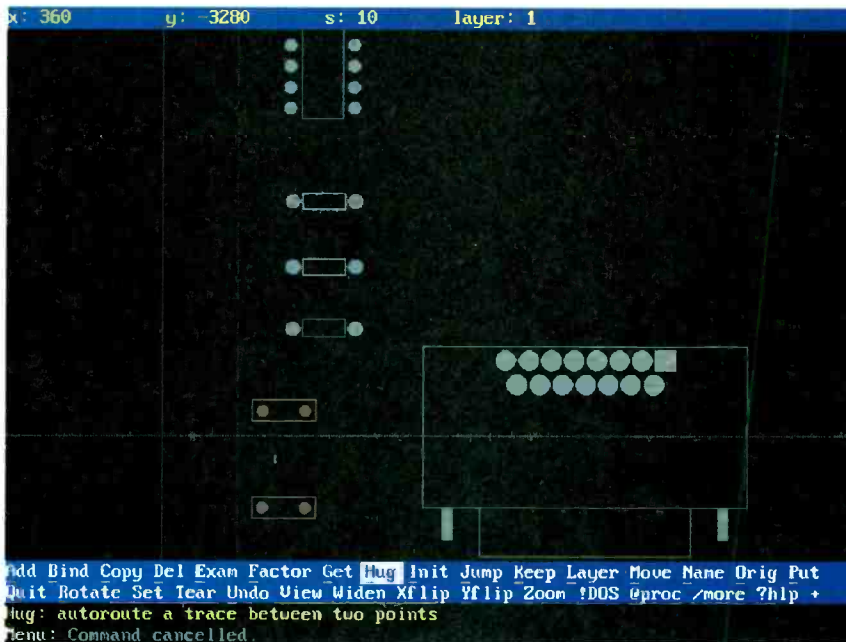 x: 360 y: -3280 s: 10 layer: 1
Add Bind Copy Del Exam Factor Get Hug Init Jump Keep Layer Move Name Orig Put
Quit Rotate Set Tear Undo View Widen Xflip Yflip Zoom !DOS @proc /more ?hlp +
Hug: autoroute a trace between two points
Menu: Command cancelled.